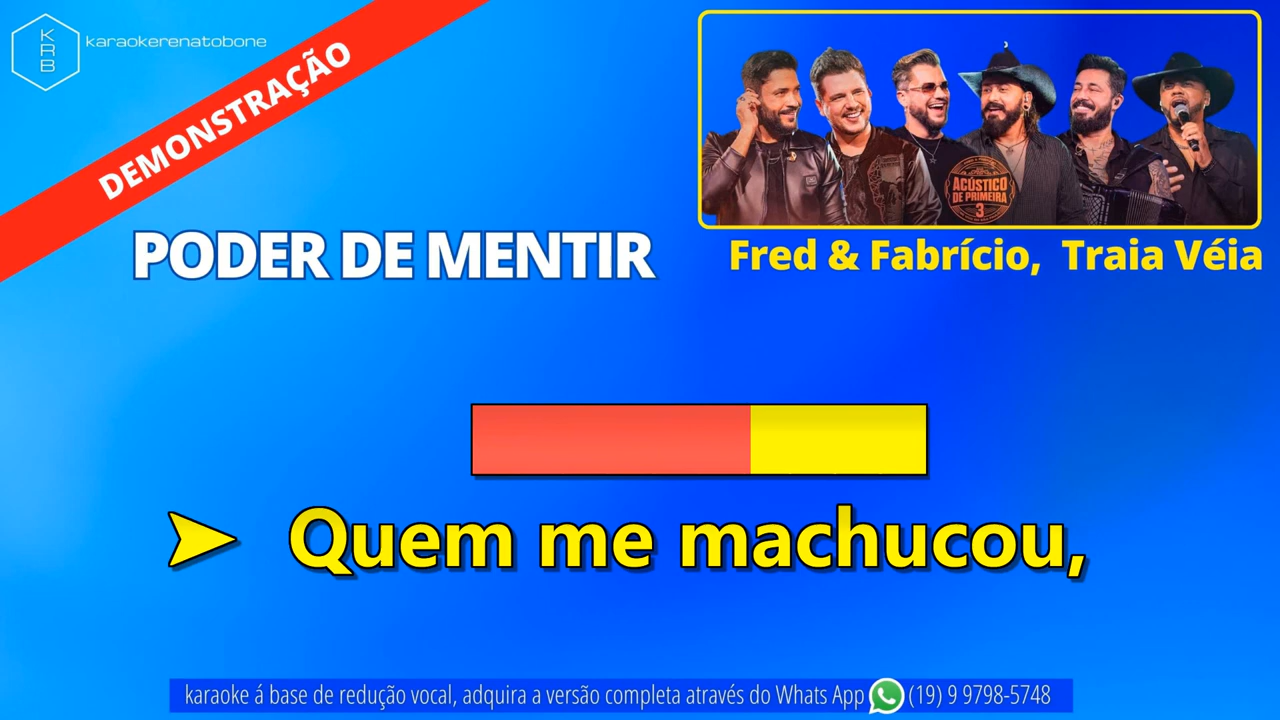 K
R
B
karaokerenatobone
DEMONSTRAÇÃO
ACÚSTICO
DE PRIMEIRA
3
PODER DE MENTIR
Fred & Fabrício, Traia Véia
Quem me machucou,
karaoke á base de redução vocal, adquira a versão completa através do Whats App (19) 9 9798-5748